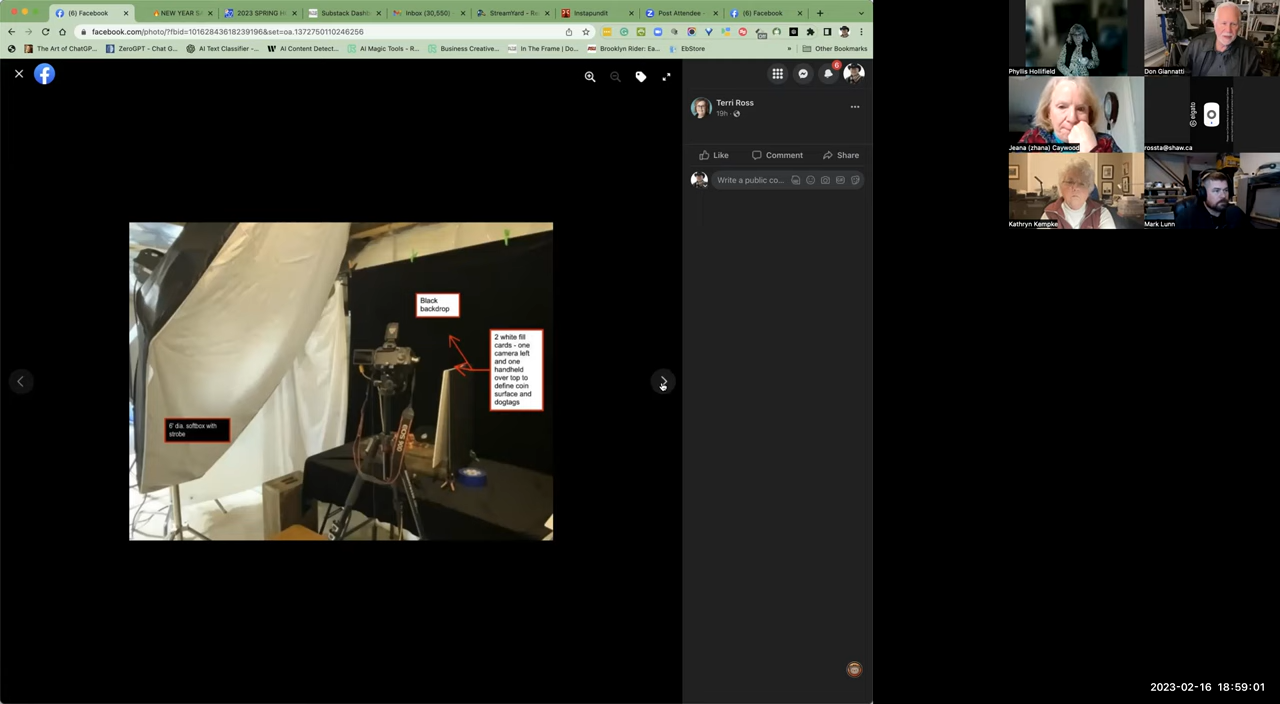 (6) Facebook
NEW YEAR SA
2023 SPRING H
Substack Dashb
Inbox (30,550)
StreamYard - Re
Instapundit
Post Attendee -
(6) Facebook
facebook.com/photo/?fbid=10162843618239196&set=oa.1372750110246256
The Art of ChatGP...
ZeroGPT - Chat G...
AI Text Classifier -...
AI Content Detect...
AI Magic Tools - R...
Business Creative...
In The Frame | Do...
Brooklyn Rider: Ea...
EbStore
»
Other Bookmarks
6
Terri Ross
19h
Like
Comment
Share
Write a public co...
Black
backdrop
2 white fill
cards - one
camera left
and one
handheld
over top to
define coin
surface and
dogtags
6' dia. softbox with
strobe
Phyllis Hollifield
Don Giannatti
Jeana (zhana) Caywood
elgato
rossta@shaw.ca
Kathryn Kempke
Mark Lunn
2023-02-16 18:59:01